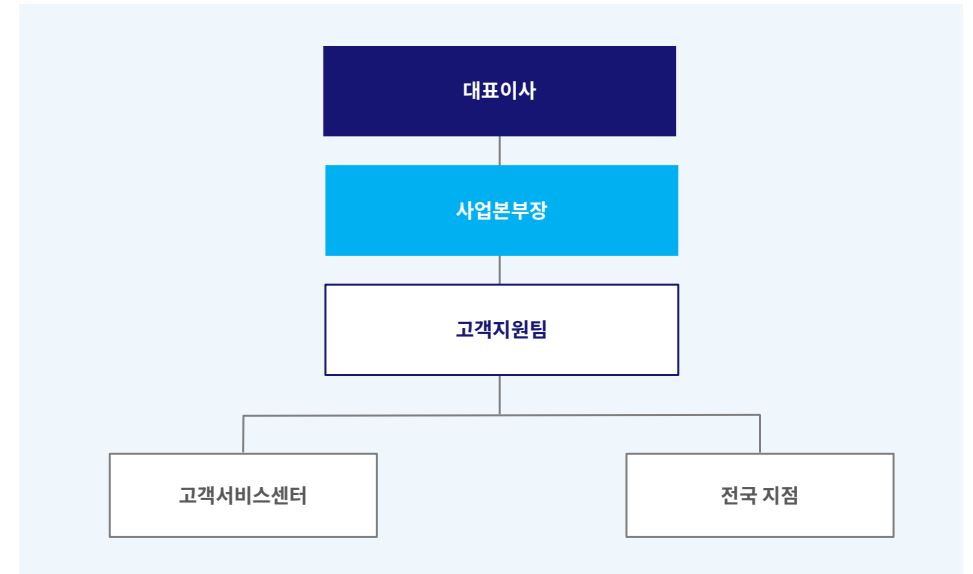 대표이사
사업본부장
고객지원팀
고객서비스센터
전국 지점